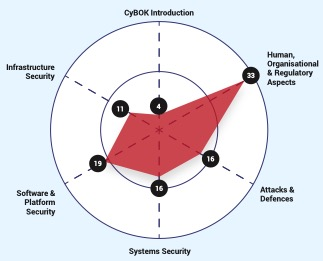 CyBOK Introduction
Human,
Organisational
& Regulatory
Aspects
Infrastructure
Security
33
4
11
16
19
16
Attacks &
Defences
Software &
Platform
Security
Systems Security